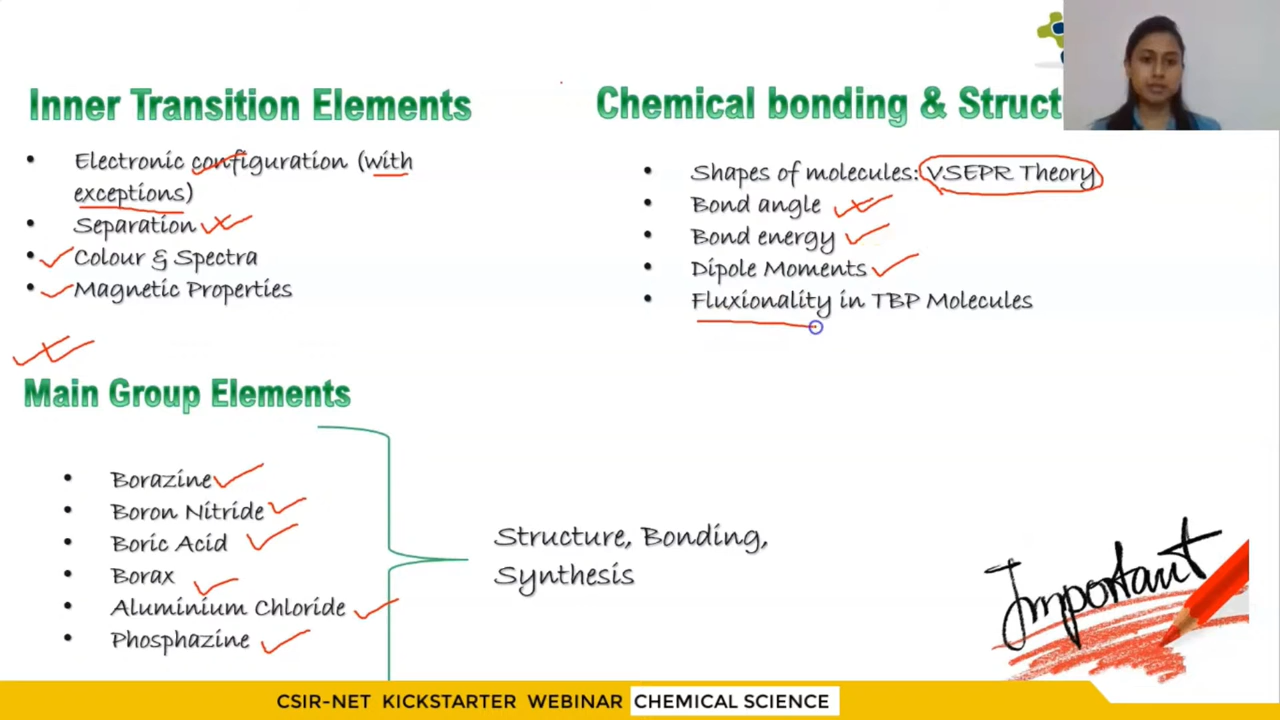 Inner Transition Elements
Electronic configuration (with
exceptions)
Separation
Colour & Spectra
Magnetic Properties
Main Group Elements
Borazine
Boron Nitride
Boric Acid
Borax
Aluminium Chloride
Phosphazine
Structure, Bonding,
Synthesis
Chemical bonding & Struct
Shapes of molecules: VSEPR Theory
Bond angle
Bond energy
Dipole Moments
Fluxionality in TBP Molecules
Important
CSIR-NET KICKSTARTER WEBINAR CHEMICAL SCIENCE